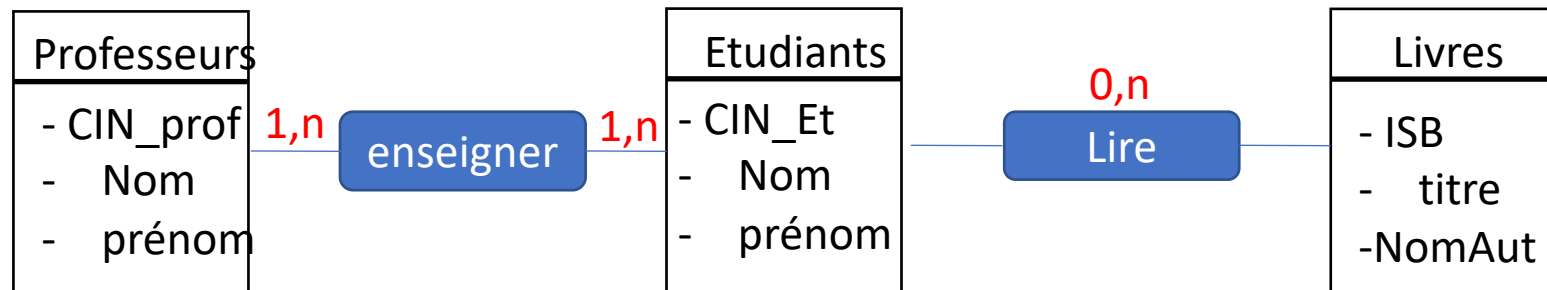 Professeurs
- CIN_prof
- Nom
- prénom
1,n
enseigner
1,n
Etudiants
- CIN_Et
- Nom
- prénom
0,n
Lire
Livres
- ISB
- titre
-NomAut